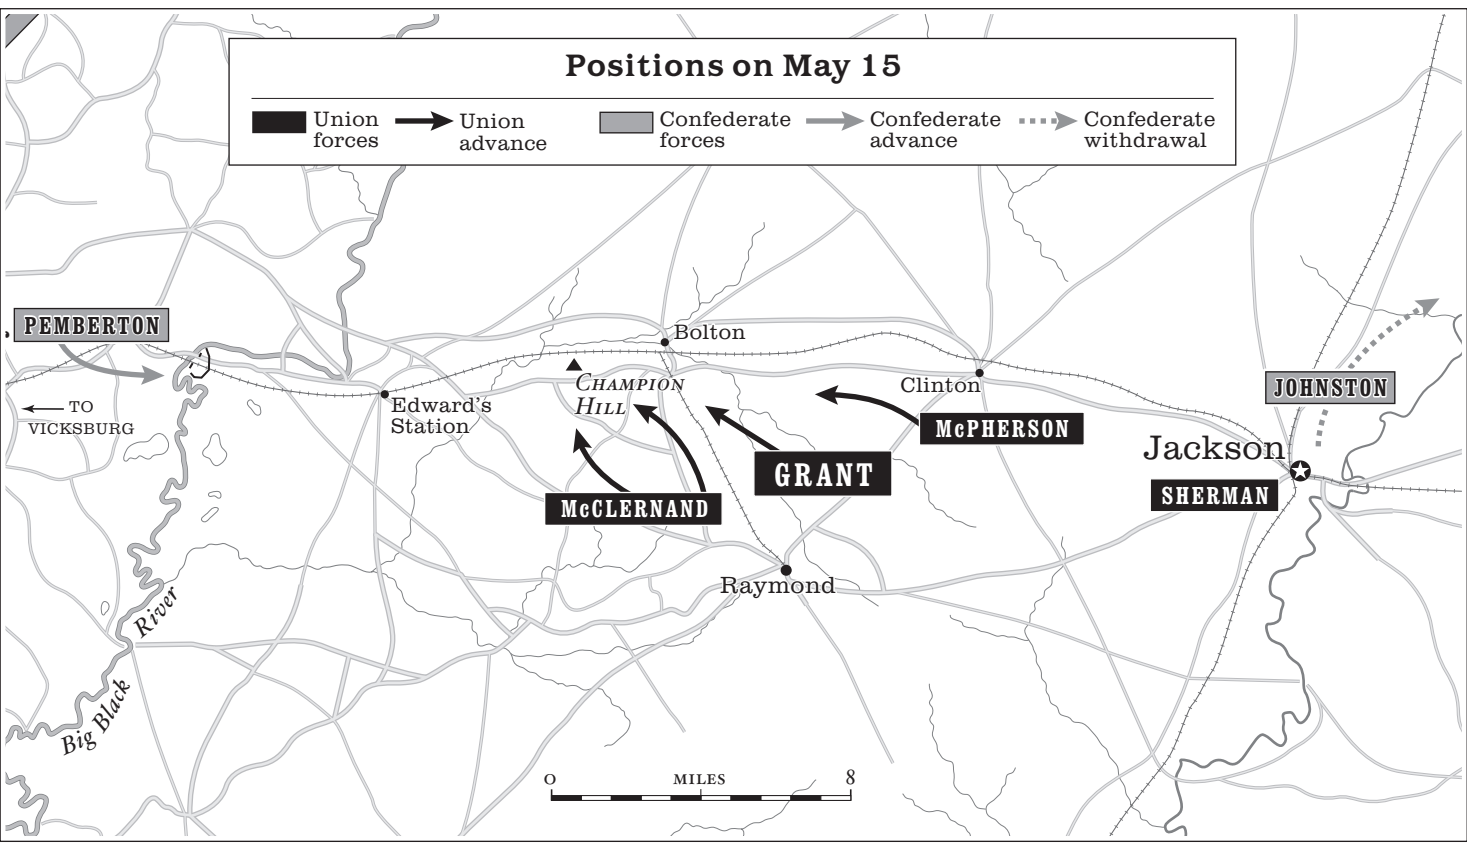 Positions on May 15
Union
forces
Union
advance
Confederate
forces
Confederate
advance
Confederate
withdrawal
PEMBERTON
Bolton
CHAMPION
HILL
Clinton
JOHNSTON
TO
VICKSBURG
Edward's
Station
McPHERSON
Jackson
GRANT
SHERMAN
McCLERNAND
Raymond
Big Black River
0 MILES 8